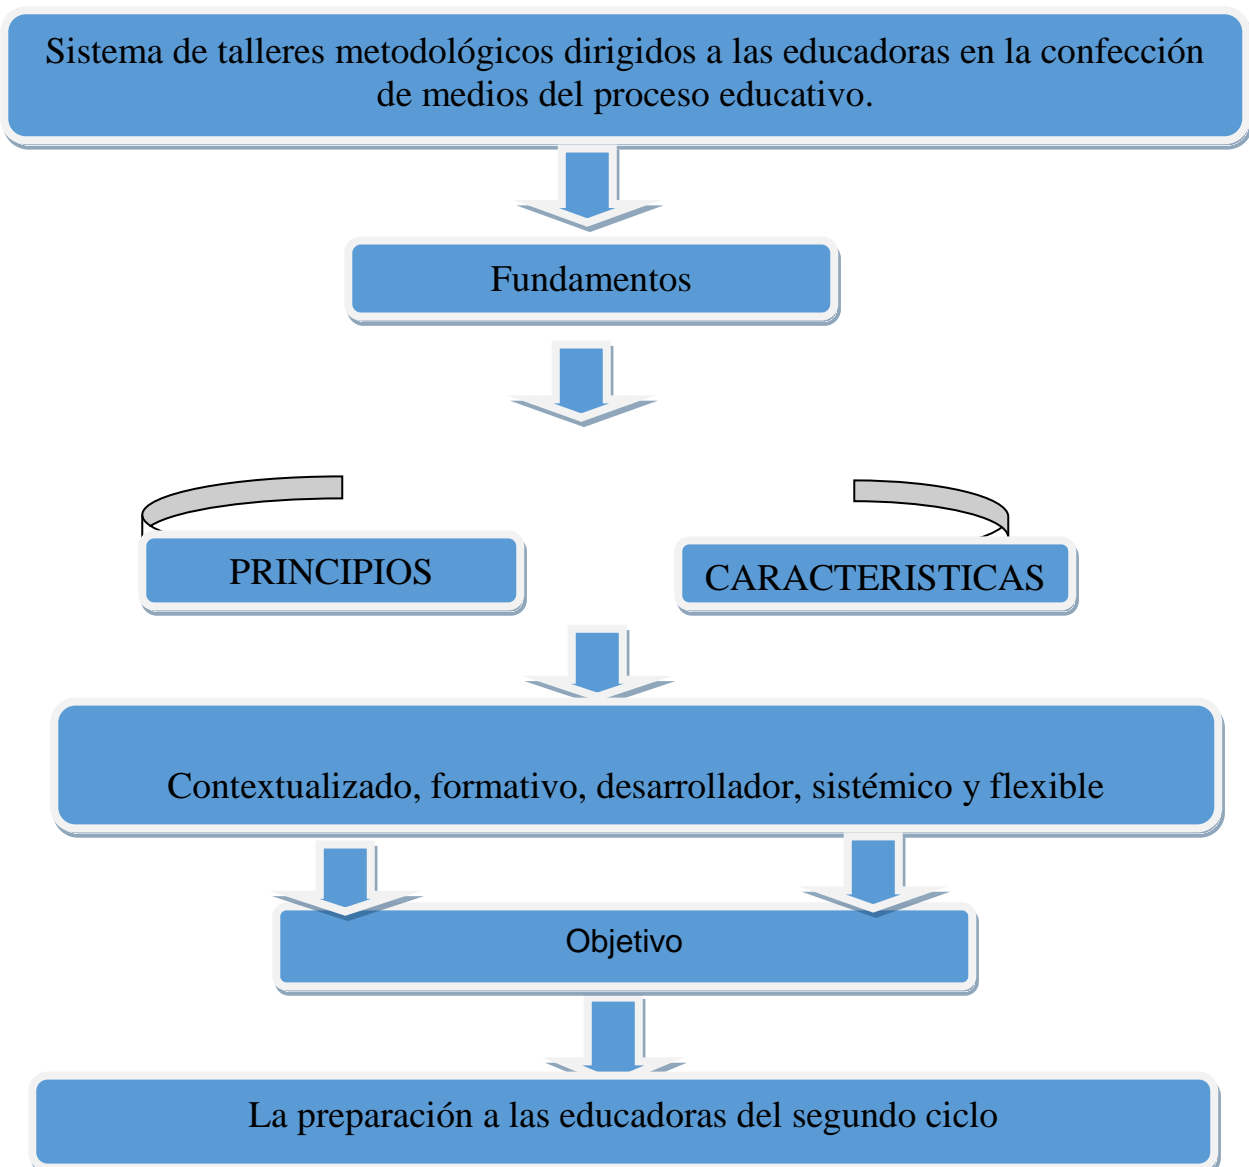 Sistema de talleres metodológicos dirigidos a las educadoras en la confección
de medios del proceso educativo.
Fundamentos
PRINCIPIOS
CARACTERISTICAS
Contextualizado, formativo, desarrollador, sistémico y flexible
Objetivo
La preparación a las educadoras del segundo ciclo